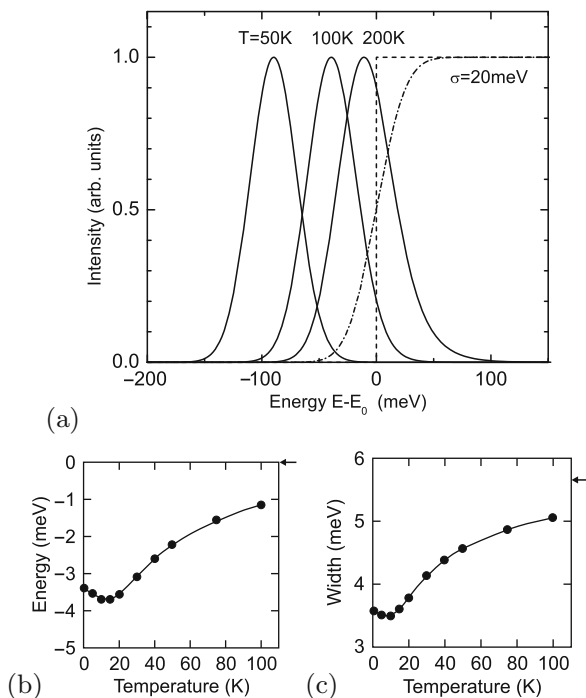 T=50K 100K 200K
σ=20meV
1.0
0.5
0.0
Intensity (arb. units)
−200 −100 0 100
Energy E-E₀ (meV)
(a)
0
−1
−2
−3
−4
−5
Energy (meV)
0 20 40 60 80 100
Temperature (K)
(b)
6
5
4
3
Width (meV)
0 20 40 60 80 100
Temperature (K)
(c)